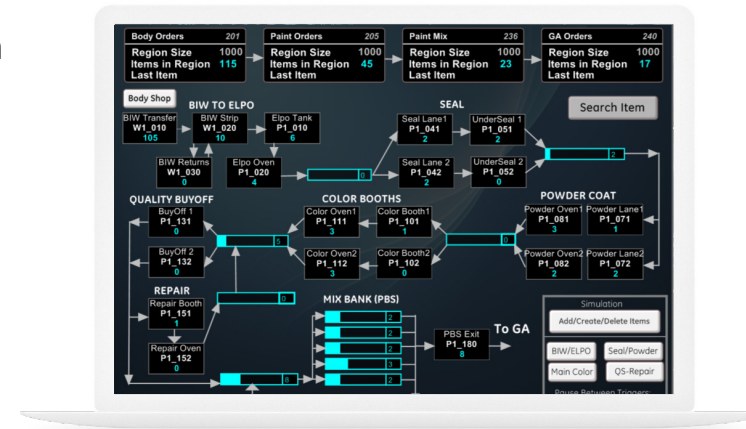 Body Orders 201
Region Size 1000
Items in Region 115
Last Item
Paint Orders 205
Region Size 1000
Items in Region 45
Last Item
Paint Mix 236
Region Size 1000
Items in Region 23
Last Item
GA Orders 240
Region Size 1000
Items in Region 17
Last Item
Body Shop
Search Item
BIW TO ELPO
BIW Transfer
W1_010
105
BIW Strip
W1_020
10
Elpo Tank
P1_010
6
BIW Returns
W1_030
0
Elpo Oven
P1_020
4
0
SEAL
Seal Lane1
P1_041
2
UnderSeal 1
P1_051
2
Seal Lane 2
P1_042
2
UnderSeal 2
P1_052
0
2
QUALITY BUYOFF
BuyOff 1
P1_131
0
BuyOff 2
P1_132
0
5
COLOR BOOTHS
Color Oven1
P1_111
3
Color Booth1
P1_101
1
Color Oven2
P1_112
3
Color Booth2
P1_102
0
0
POWDER COAT
Powder Oven1
P1_081
3
Powder Lane1
P1_071
1
Powder Oven2
P1_082
2
Powder Lane2
P1_072
2
REPAIR
Repair Booth
P1_151
1
Repair Oven
P1_152
0
0
8
MIX BANK (PBS)
2
2
2
3
2
PBS Exit
P1_180
8
To GA
Simulation
Add/Create/Delete Items
BIW/ELPO
Seal/Powder
Main Color
QS-Repair
Pause Between Triggers: